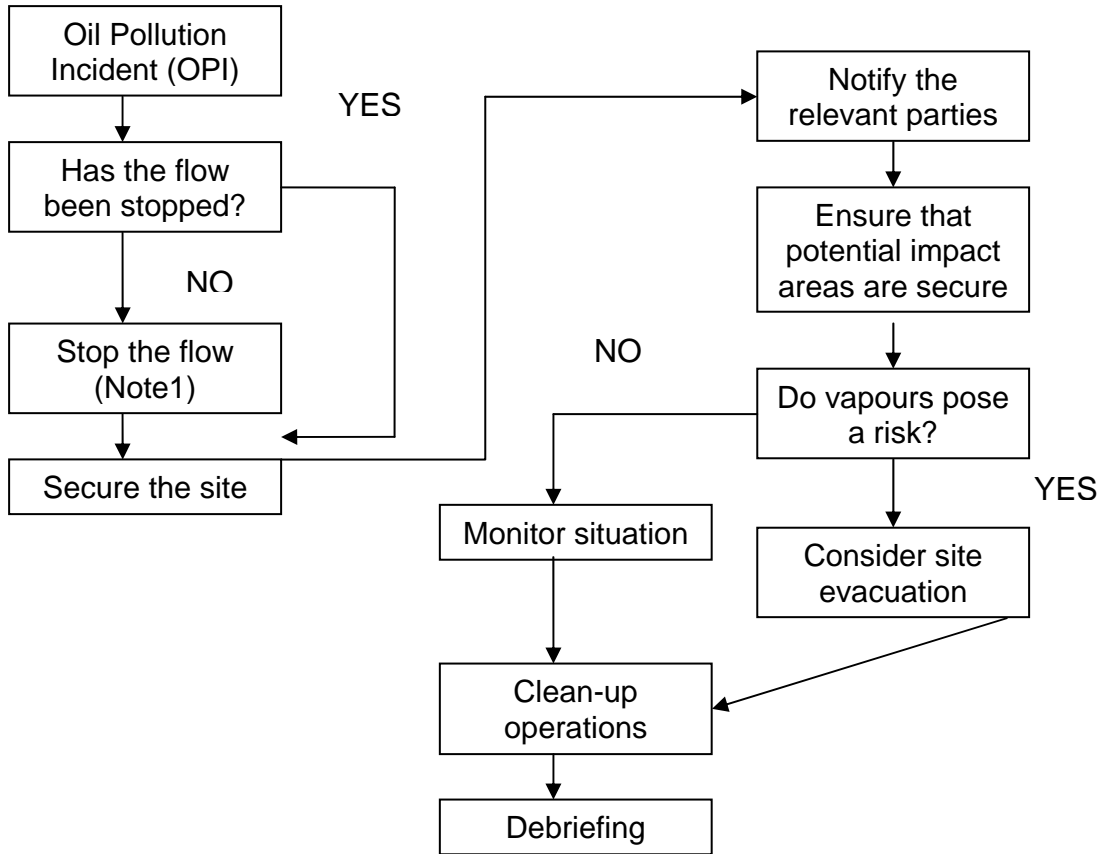 Oil Pollution
Incident (OPI)
YES
Has the flow
been stopped?
NO
Stop the flow
(Note1)
Secure the site
Notify the
relevant parties
Ensure that
potential impact
areas are secure
NO
Do vapours pose
a risk?
YES
Monitor situation
Consider site
evacuation
Clean-up
operations
Debriefing